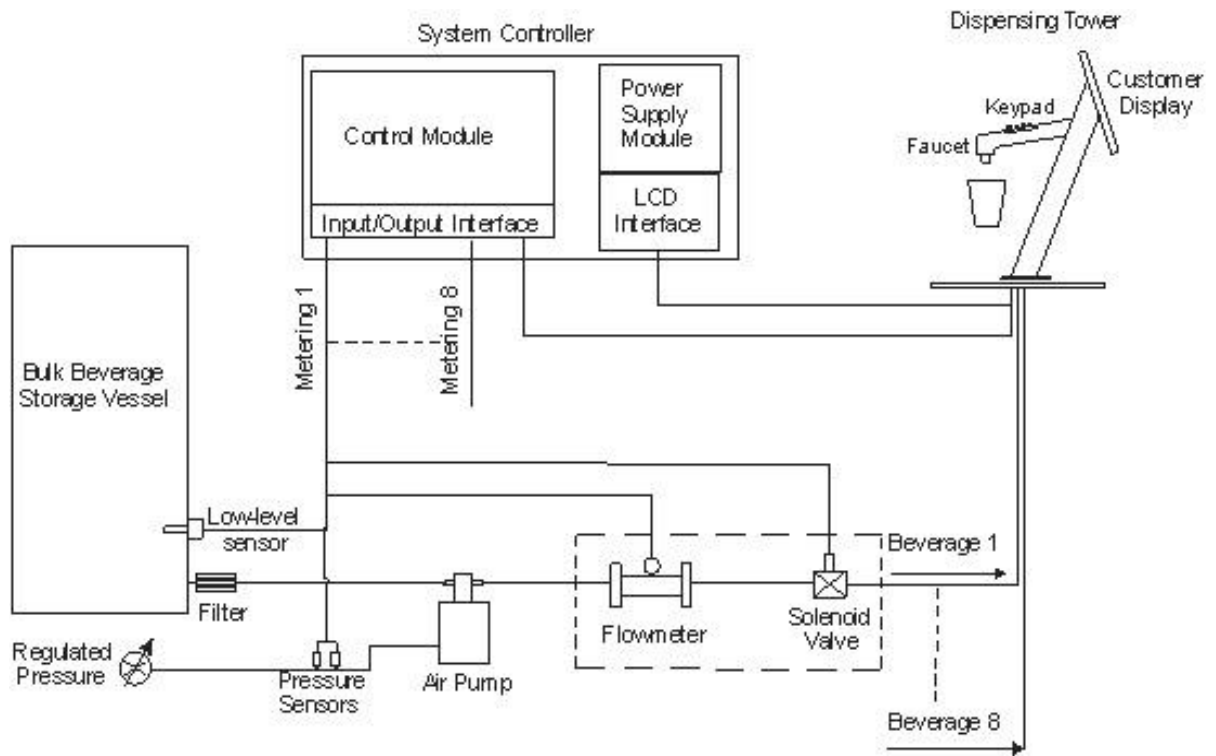 System Controller
Dispensing Tower
Control Module
Input/Output Interface
Power
Supply
Module
LCD
Interface
Keypad
Faucet
Customer
Display
Metering 1
Metering 8
Bulk Beverage
Storage Vessel
Low-level
sensor
Filter
Regulated
Pressure
Pressure
Sensors
Air Pump
Flowmeter
Solenoid
Valve
Beverage 1
Beverage 8